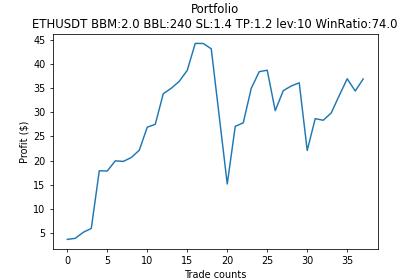 Portfolio
ETHUSDT BBM:2.0 BBL:240 SL:1.4 TP:1.2 lev:10 WinRatio:74.0
Profit ($)
45
40
35
30
25
20
15
10
5
0 5 10 15 20 25 30 35
Trade counts